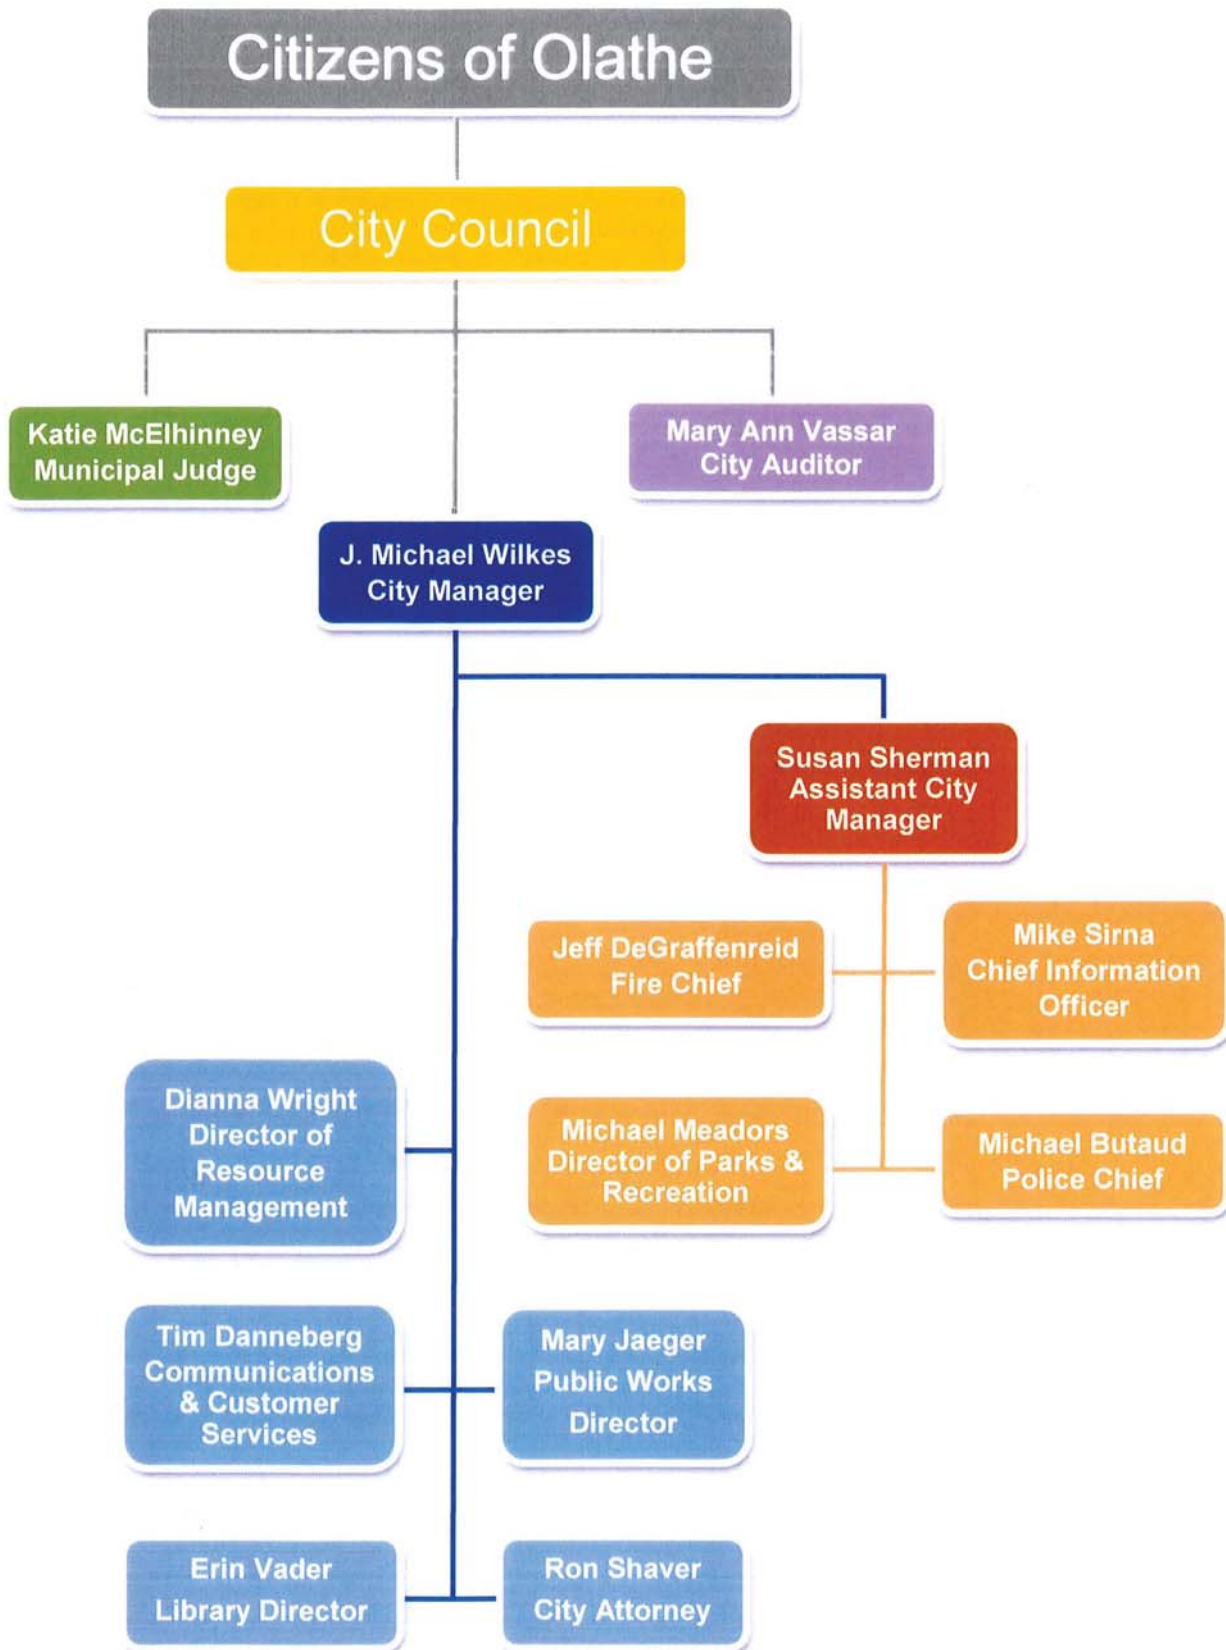 Citizens of Olathe
City Council
Katie McElhinney
Municipal Judge
Mary Ann Vassar
City Auditor
J. Michael Wilkes
City Manager
Susan Sherman
Assistant City
Manager
Jeff DeGraffenreid
Fire Chief
Mike Sirna
Chief Information
Officer
Michael Meadors
Director of Parks &
Recreation
Michael Butaud
Police Chief
Dianna Wright
Director of
Resource
Management
Tim Danneberg
Communications
& Customer
Services
Mary Jaeger
Public Works
Director
Erin Vader
Library Director
Ron Shaver
City Attorney